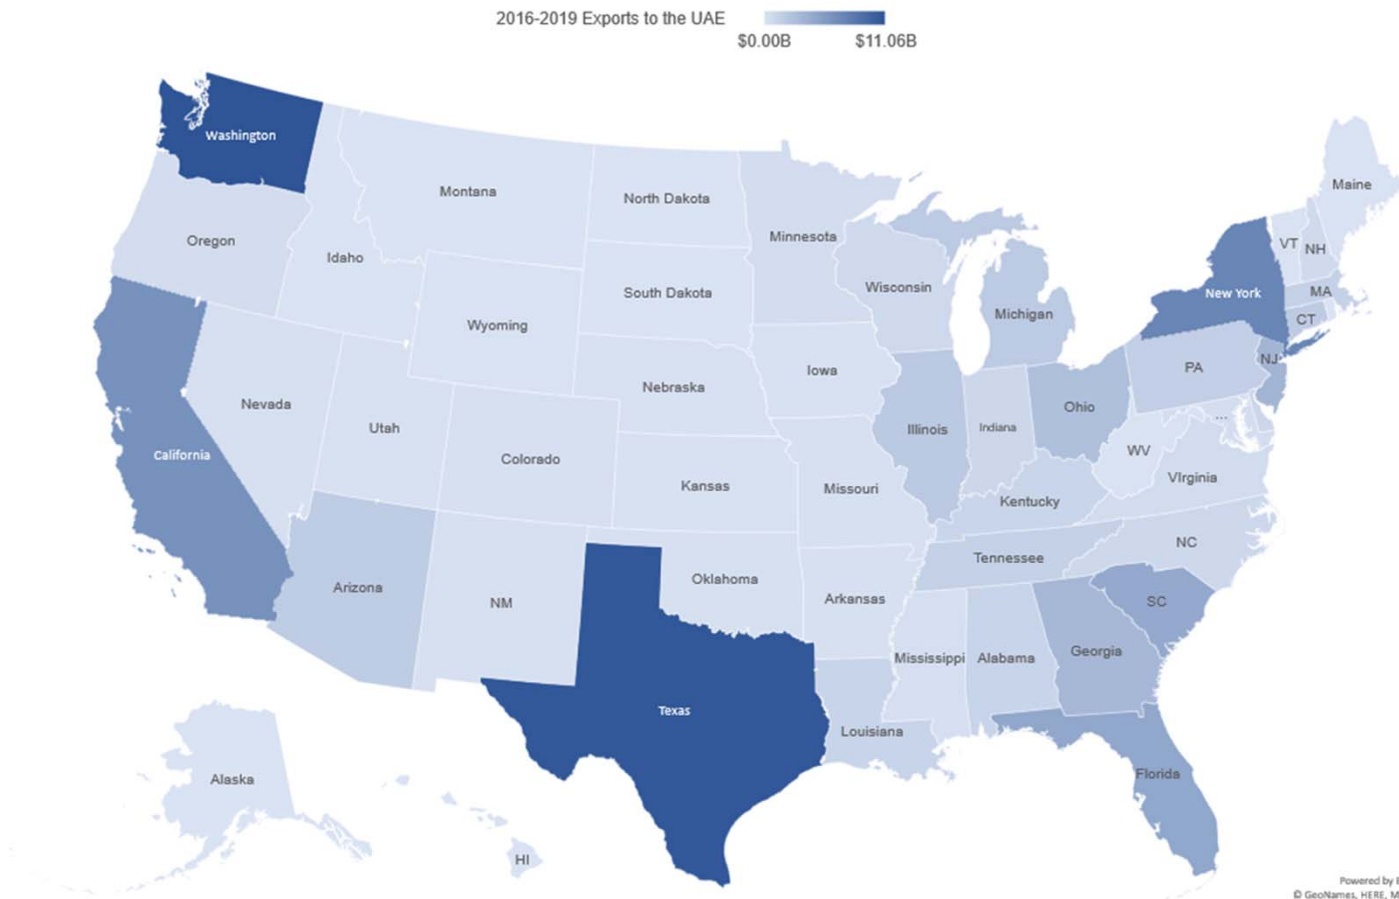 2016-2019 Exports to the UAE
$0.00B $11.06B
Washington
Montana
North Dakota
Minnesota
Maine
Oregon
Idaho
VT
NH
Wisconsin
South Dakota
New York
MA
Michigan
CT
Wyoming
NJ
Iowa
PA
Nebraska
Nevada
Ohio
...
Utah
Illinois
Indiana
California
Colorado
WV
Kansas
Missouri
VIrginia
Kentucky
NC
Tennessee
Oklahoma
Arizona
NM
Arkansas
SC
Georgia
Mississippi
Alabama
Texas
Louisiana
Florida
Alaska
HI
Powered by
© GeoNames, HERE, M